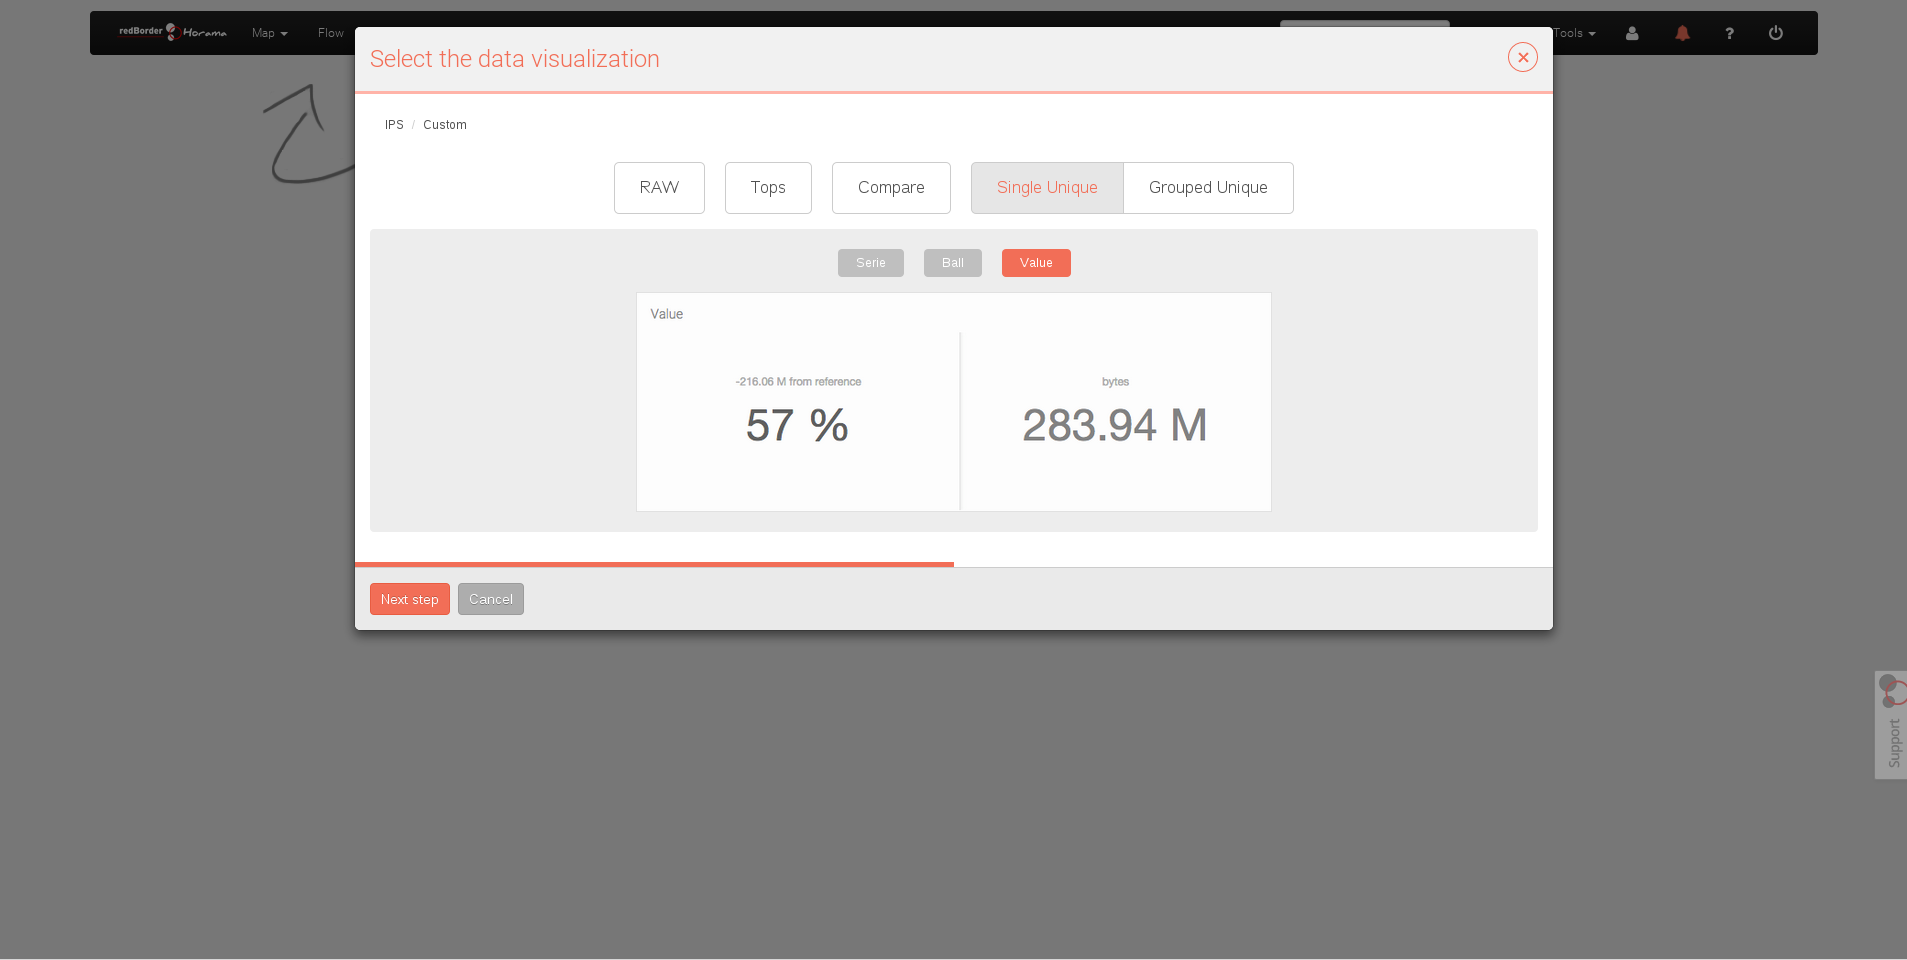 redBorder Horama Map Flow Tools ?
Select the data visualization
IPS / Custom
RAW Tops Compare Single Unique Grouped Unique
Serie Ball Value
Value
-216.06 M from reference bytes
57 % 283.94 M
Next step Cancel
Support